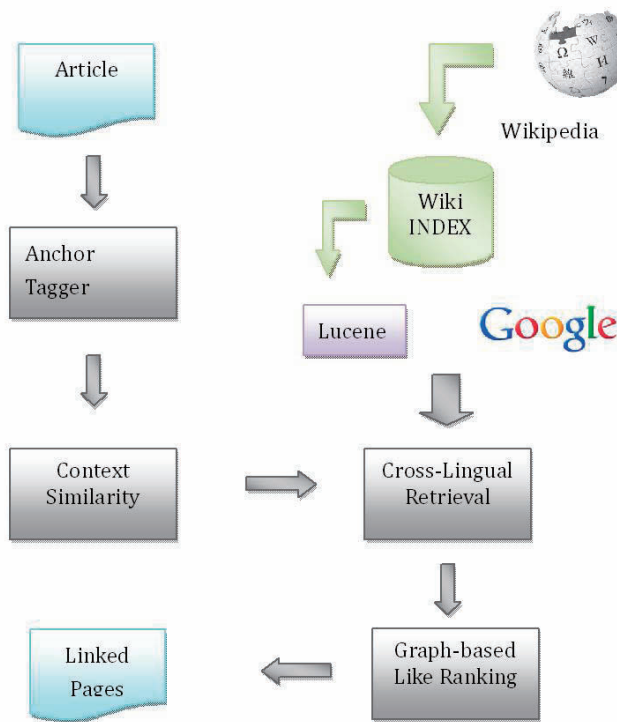 Article
Wikipedia
Wiki
INDEX
Anchor
Tagger
Lucene
Google
Context
Similarity
Cross-Lingual
Retrieval
Linked
Pages
Graph-based
Like Ranking